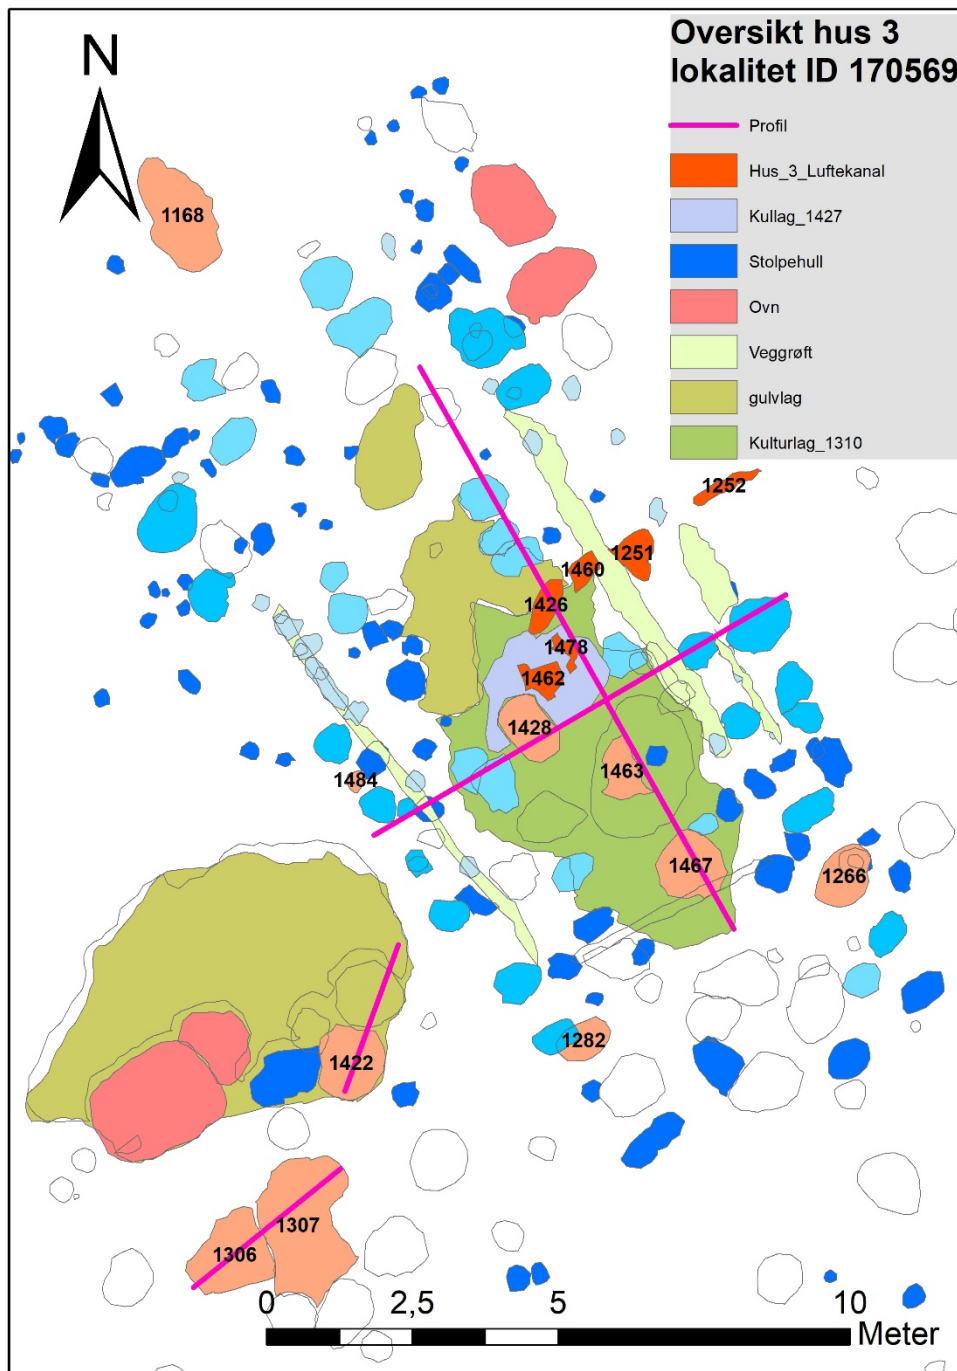 Oversikt hus 3
lokalitet ID 170569
N
Profil
Hus_3_Luftekanal
Kullag_1427
Stolpehull
Ovn
Veggrøft
gulvlag
Kulturlag_1310
1168
1252
1251
1460
1426
1478
1462
1428
1463
1484
1467
1266
1282
1422
1307
1306
0 2,5 5 10
Meter